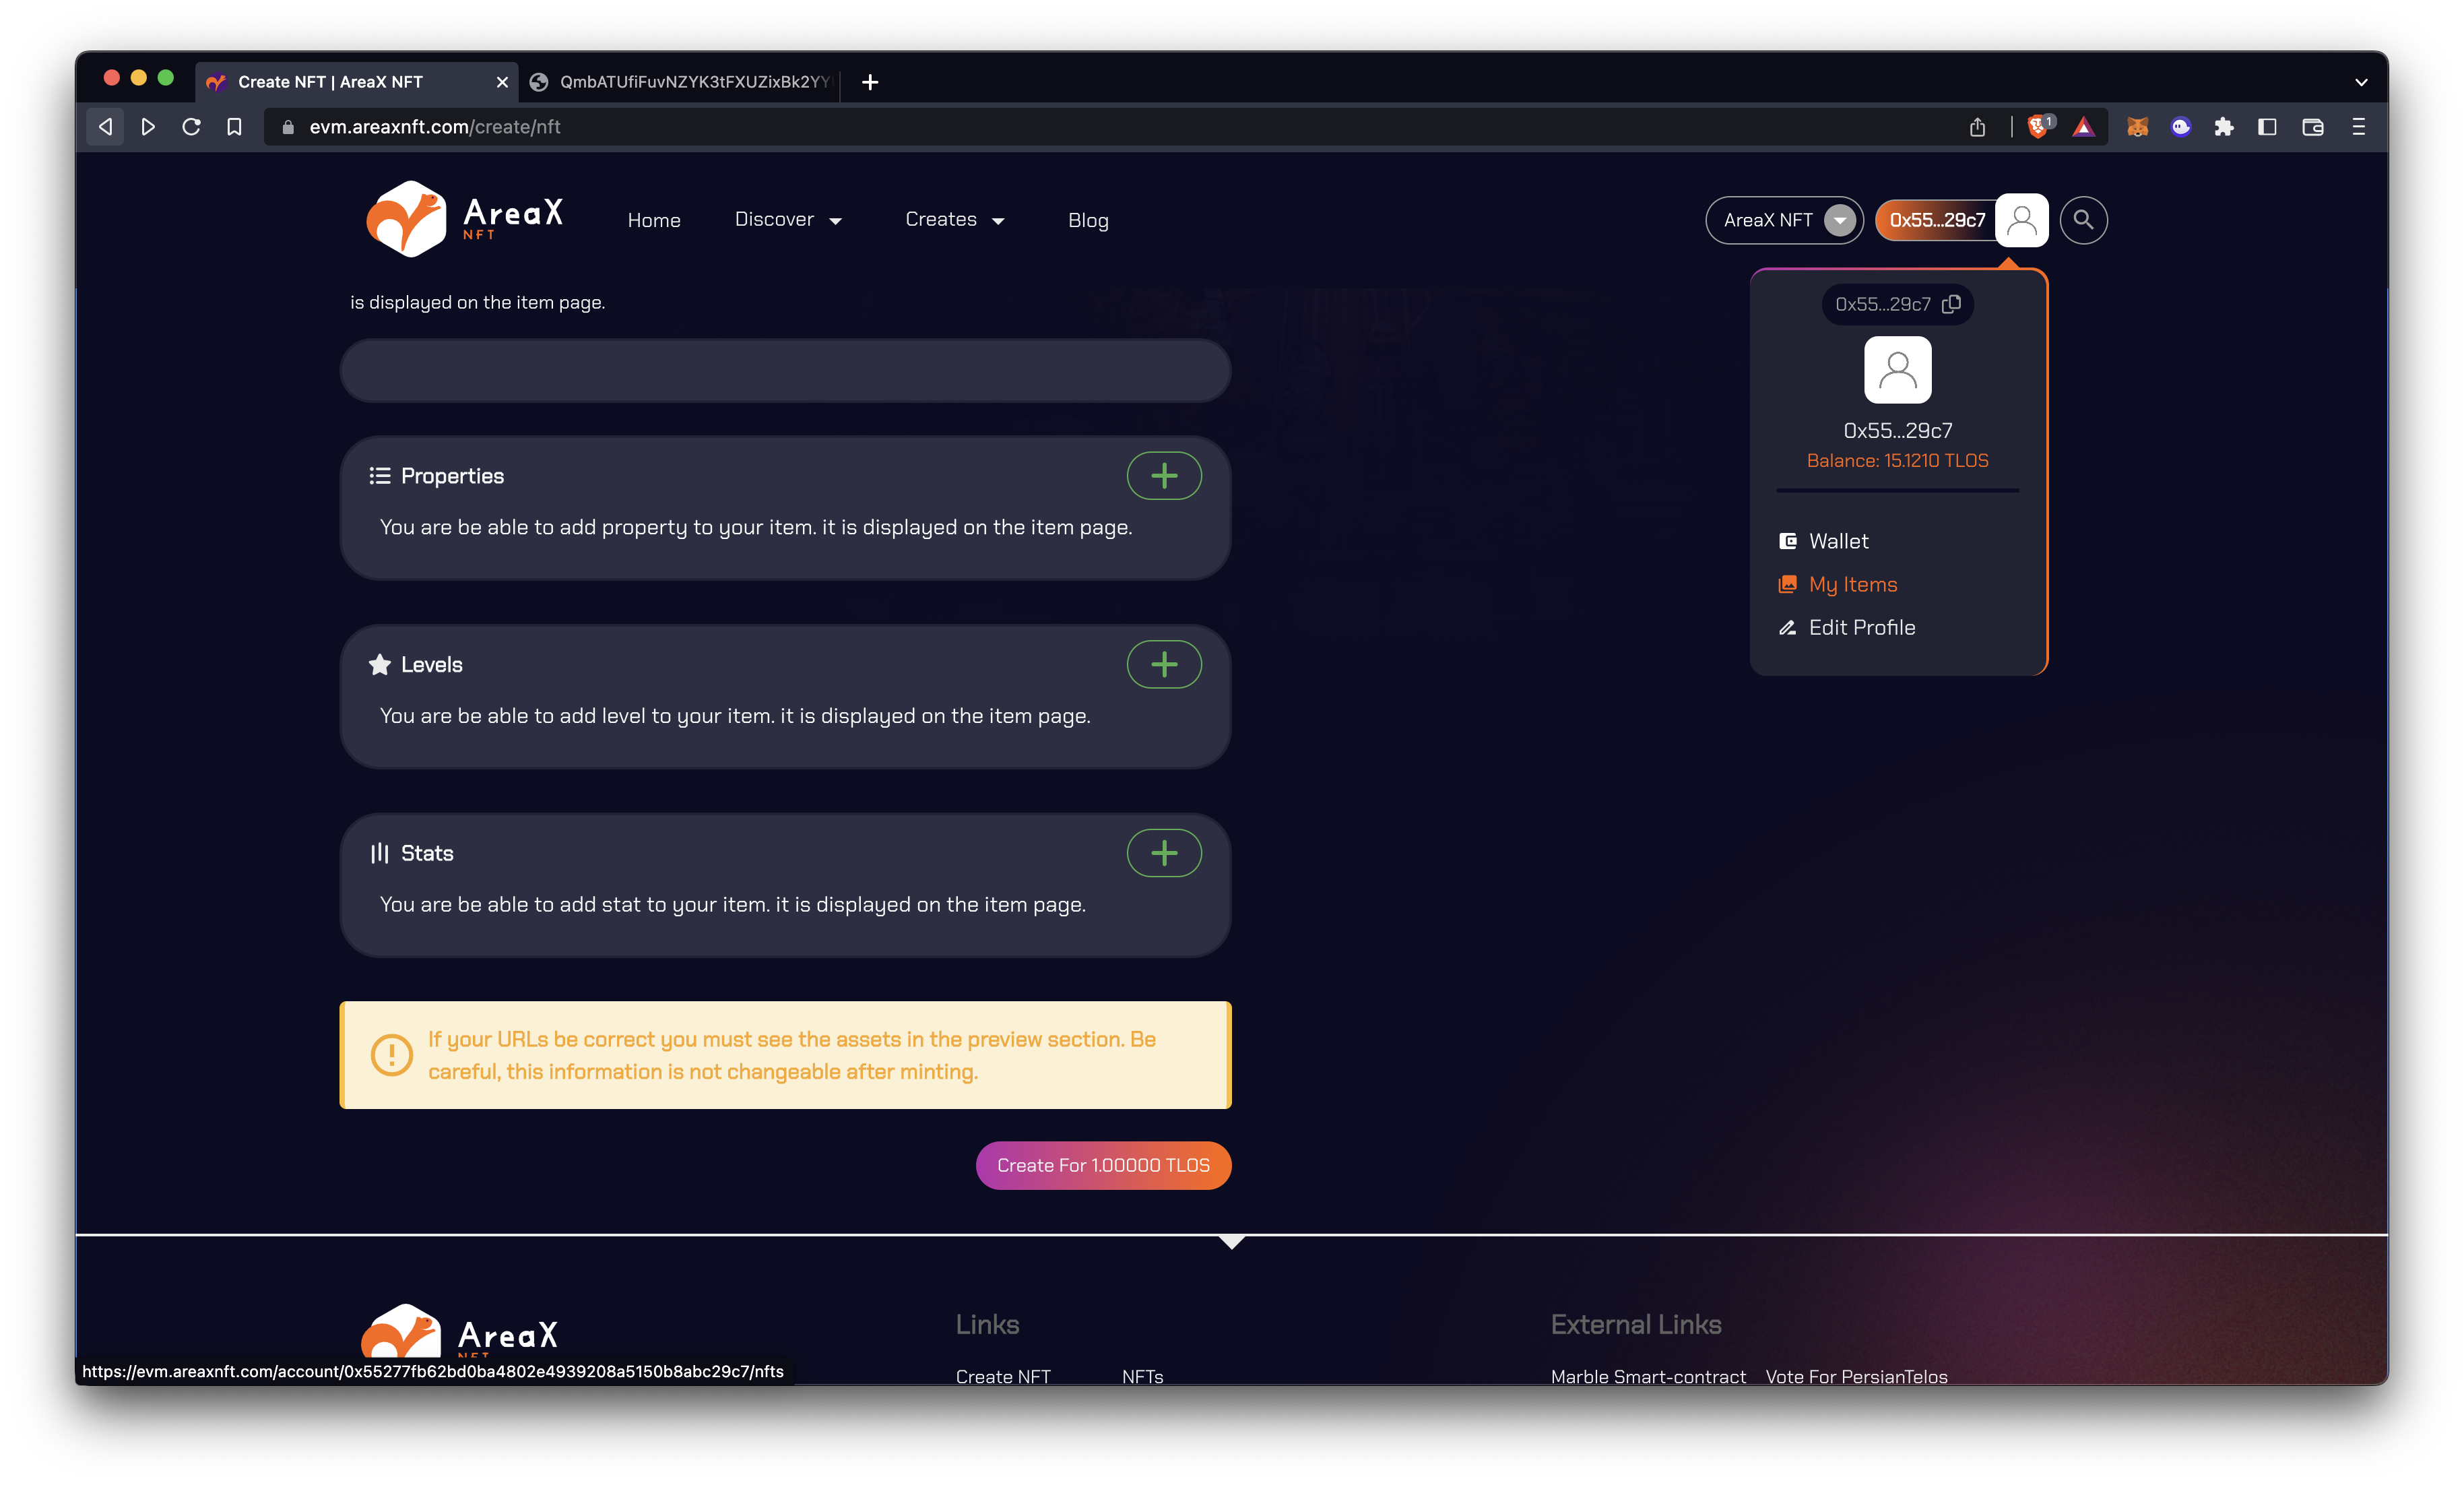 Create NFT | AreaX NFT
QmbATUfiFuvNZYK3tFXUZixBk2YY
evm.areaxnft.com/create/nft
1
AreaX
NFT
Home
Discover
Creates
Blog
AreaX NFT
0x55...29c7
is displayed on the item page.
0x55...29c7
0x55...29c7
Balance: 15.1210 TLOS
Wallet
My Items
Edit Profile
Properties
You are be able to add property to your item. it is displayed on the item page.
Levels
You are be able to add level to your item. it is displayed on the item page.
Stats
You are be able to add stat to your item. it is displayed on the item page.
If your URLs be correct you must see the assets in the preview section. Be
careful, this information is not changeable after minting.
Create For 1.00000 TLOS
AreaX
NFT
Links
External Links
Create NFT
NFTs
Marble Smart-contract
Vote For PersianTelos
https://evm.areaxnft.com/account/0x55277fb62bd0ba4802e4939208a5150b8abc29c7/nfts